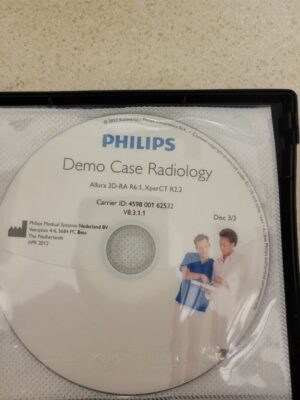 PHILIPS
Demo Case Radiology
Allura 3D-RA R6.1, XperCT R2.2
Carrier ID: 4598 001 62532
V8.3.1.1
Disc 3/3
Philips Medical Systems Nederland BV
Veenpluis 4-6, 5684 PC, Best
The Netherlands
APR 2012